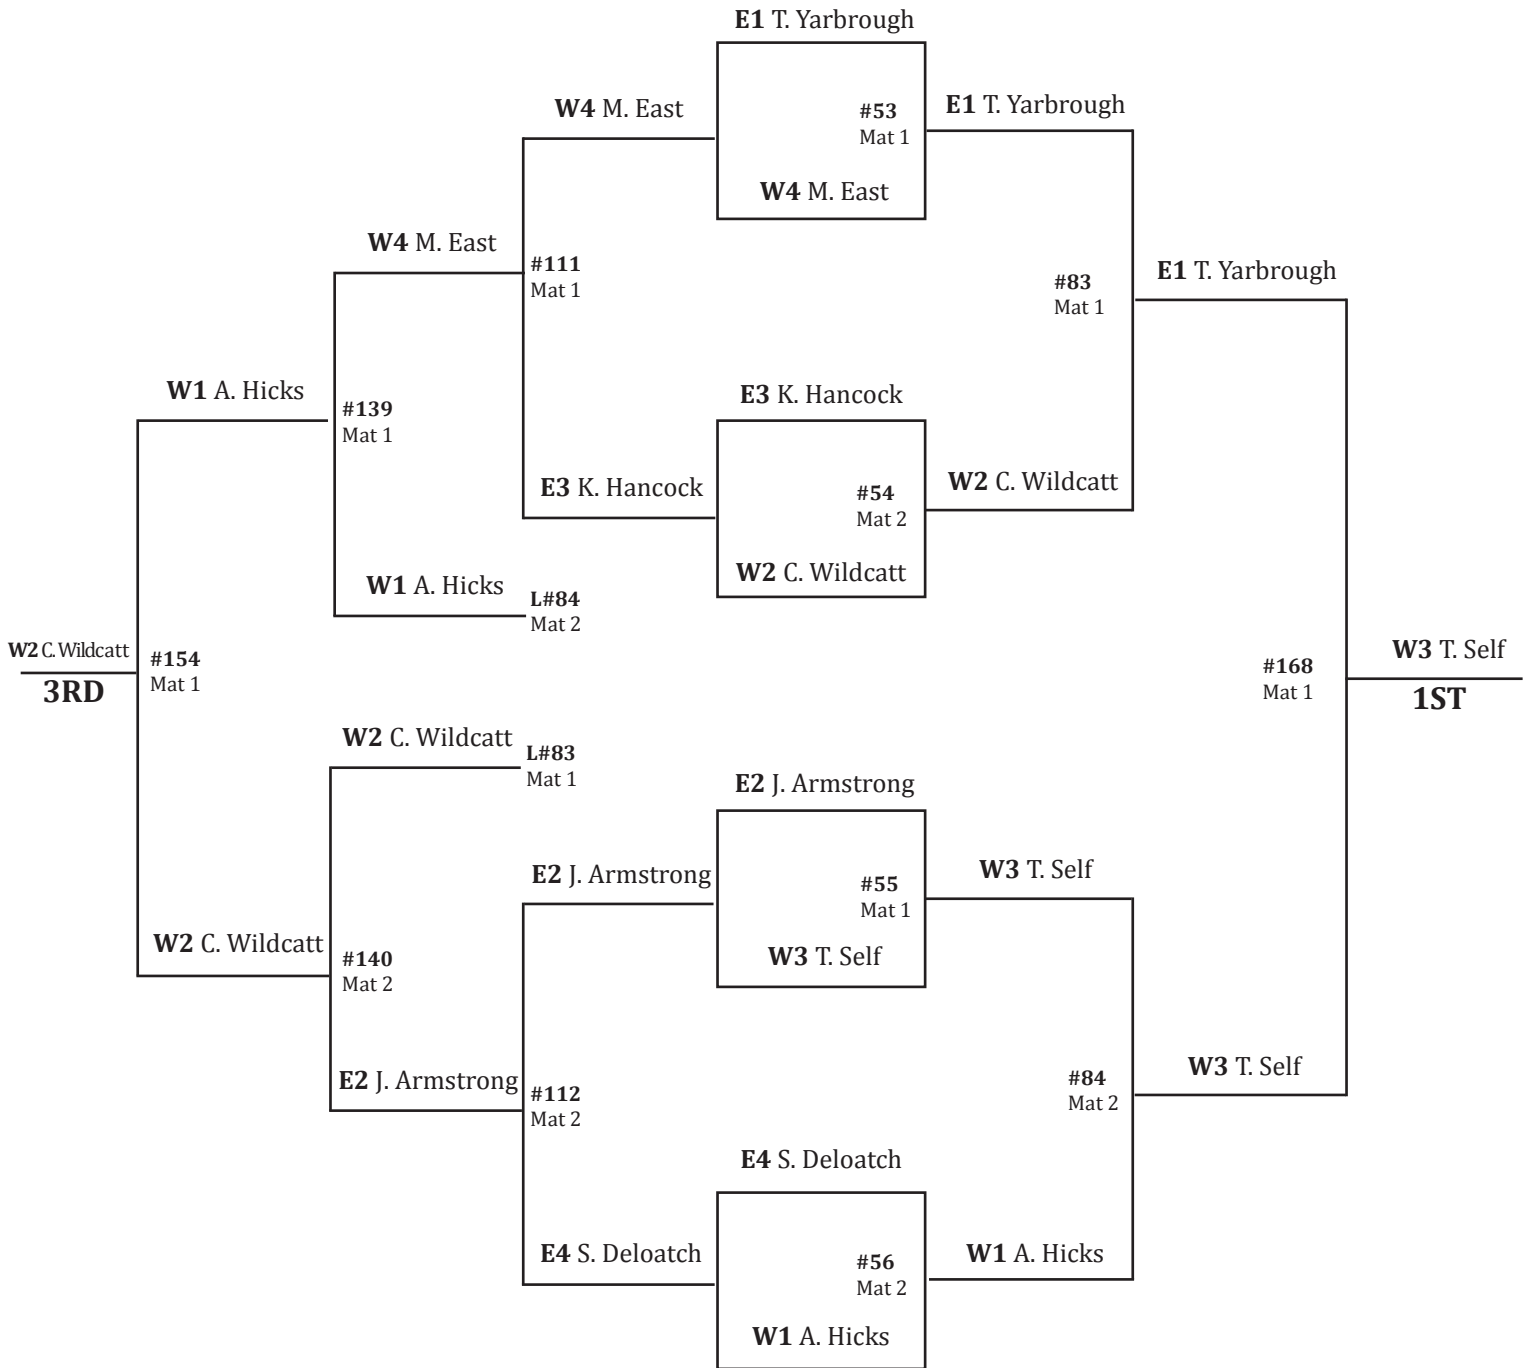 E1 T. Yarbrough
W4 M. East
#53
Mat 1
E1 T. Yarbrough
W4 M. East
W4 M. East
#111
Mat 1
E1 T. Yarbrough
#83
Mat 1
W1 A. Hicks
#139
Mat 1
E3 K. Hancock
E3 K. Hancock
#54
Mat 2
W2 C. Wildcatt
W2 C. Wildcatt
W1 A. Hicks
L#84
Mat 2
W2 C. Wildcatt
3RD
#154
Mat 1
#168
Mat 1
W3 T. Self
1ST
W2 C. Wildcatt
L#83
Mat 1
E2 J. Armstrong
E2 J. Armstrong
#55
Mat 1
W3 T. Self
W3 T. Self
W2 C. Wildcatt
#140
Mat 2
E2 J. Armstrong
#112
Mat 2
#84
Mat 2
W3 T. Self
E4 S. Deloatch
E4 S. Deloatch
#56
Mat 2
W1 A. Hicks
W1 A. Hicks